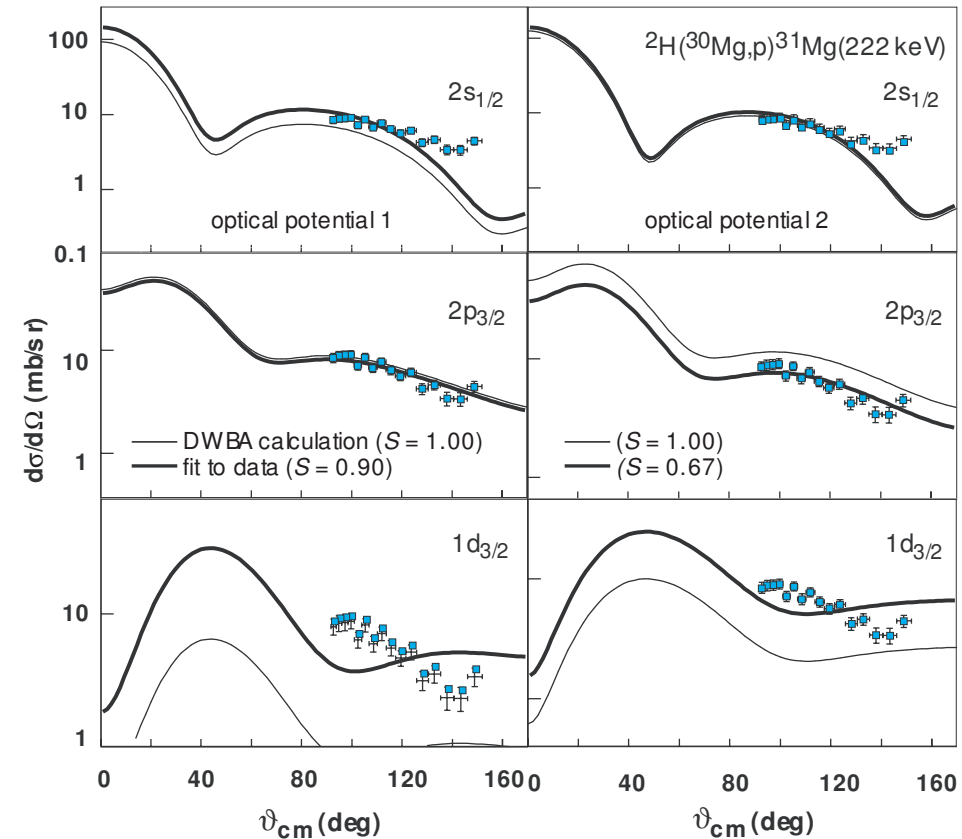 ²H(³⁰Mg,p)³¹Mg(222 keV)
100
2s₁/₂
2s₁/₂
10
1
optical potential 1
optical potential 2
0.1
2p₃/₂
2p₃/₂
10
DWBA calculation (S = 1.00)
(S = 1.00)
fit to data (S = 0.90)
(S = 0.67)
1
dσ/dΩ (mb/sr)
1d₃/₂
1d₃/₂
10
1
0 40 80 120 160
0 40 80 120 160
ϑcm (deg)
ϑcm (deg)